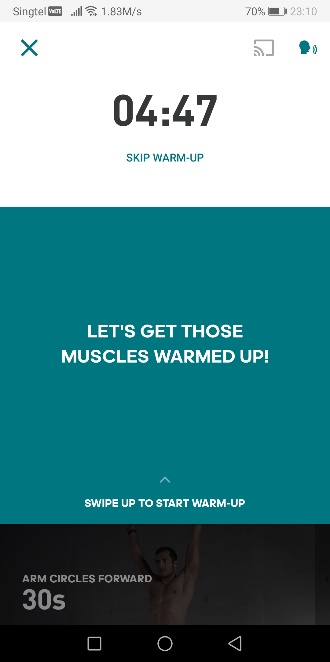 Singtel VoLTE 1.83M/s 70% 23:10
04:47
SKIP WARM-UP
LET'S GET THOSE
MUSCLES WARMED UP!
SWIPE UP TO START WARM-UP
ARM CIRCLES FORWARD
30s